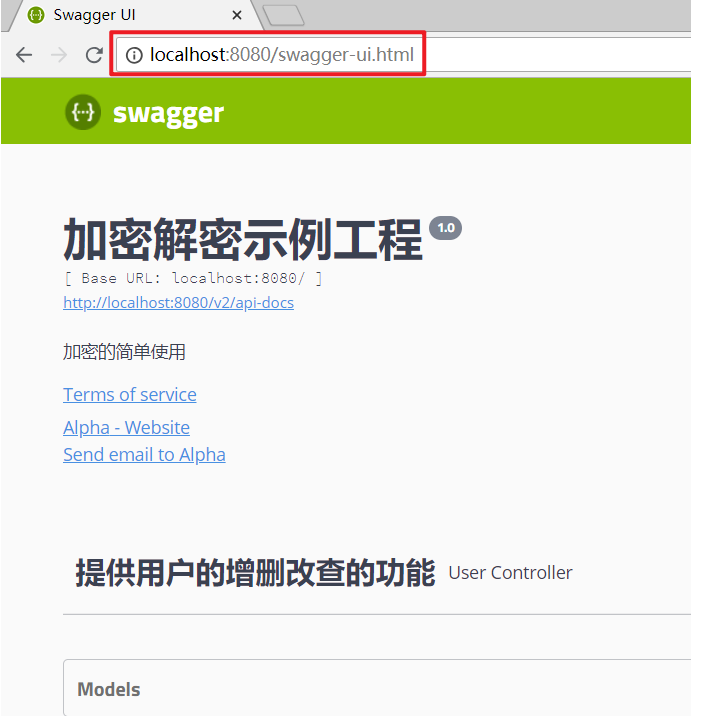 Swagger UI
localhost:8080/swagger-ui.html
swagger
加密解密示例工程 1.0
[ Base URL: localhost:8080/ ]
http://localhost:8080/v2/api-docs
加密的简单使用
Terms of service
Alpha - Website
Send email to Alpha
提供用户的增删改查的功能 User Controller
Models